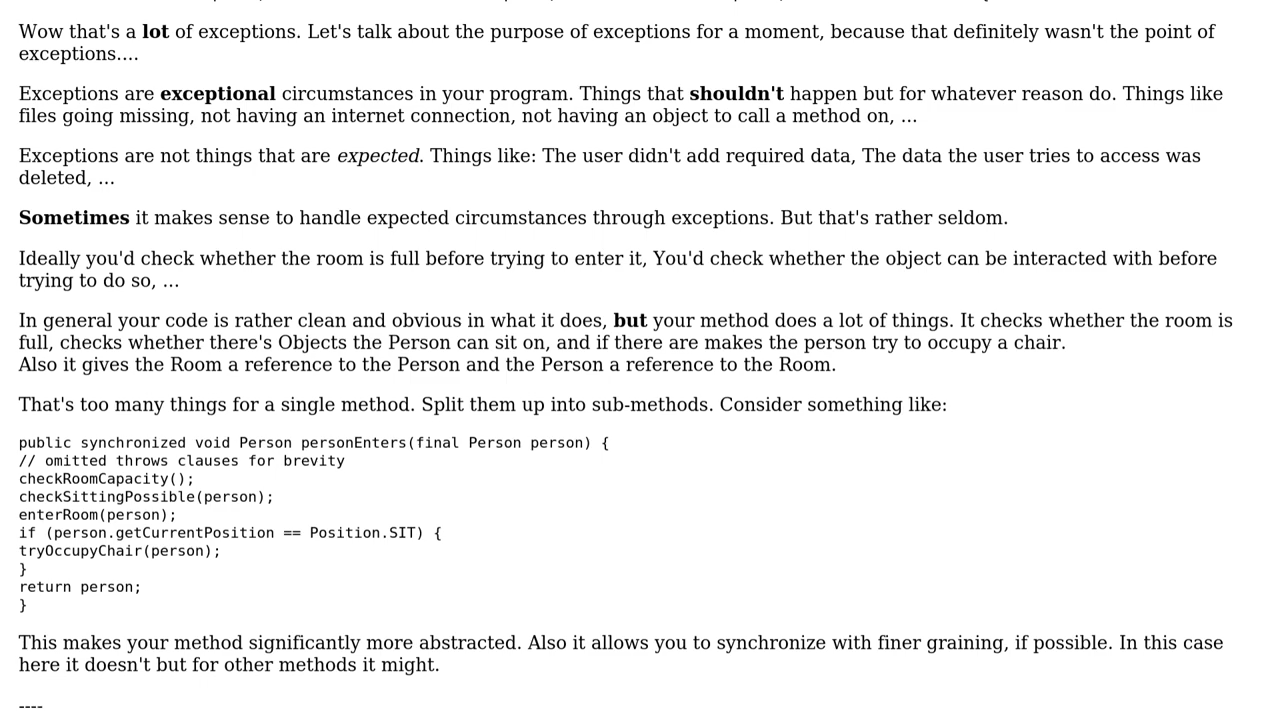 Wow that's a lot of exceptions. Let's talk about the purpose of exceptions for a moment, because that definitely wasn't the point of
exceptions....
Exceptions are exceptional circumstances in your program. Things that shouldn't happen but for whatever reason do. Things like
files going missing, not having an internet connection, not having an object to call a method on, ...
Exceptions are not things that are expected. Things like: The user didn't add required data, The data the user tries to access was
deleted, ...
Sometimes it makes sense to handle expected circumstances through exceptions. But that's rather seldom.
Ideally you'd check whether the room is full before trying to enter it, You'd check whether the object can be interacted with before
trying to do so, ...
In general your code is rather clean and obvious in what it does, but your method does a lot of things. It checks whether the room is
full, checks whether there's Objects the Person can sit on, and if there are makes the person try to occupy a chair.
Also it gives the Room a reference to the Person and the Person a reference to the Room.
That's too many things for a single method. Split them up into sub-methods. Consider something like:
public synchronized void Person personEnters(final Person person) {
// omitted throws clauses for brevity
checkRoomCapacity();
checkSittingPossible(person);
enterRoom(person);
if (person.getCurrentPosition == Position.SIT) {
tryOccupyChair(person);
}
return person;
}
This makes your method significantly more abstracted. Also it allows you to synchronize with finer graining, if possible. In this case
here it doesn't but for other methods it might.
----